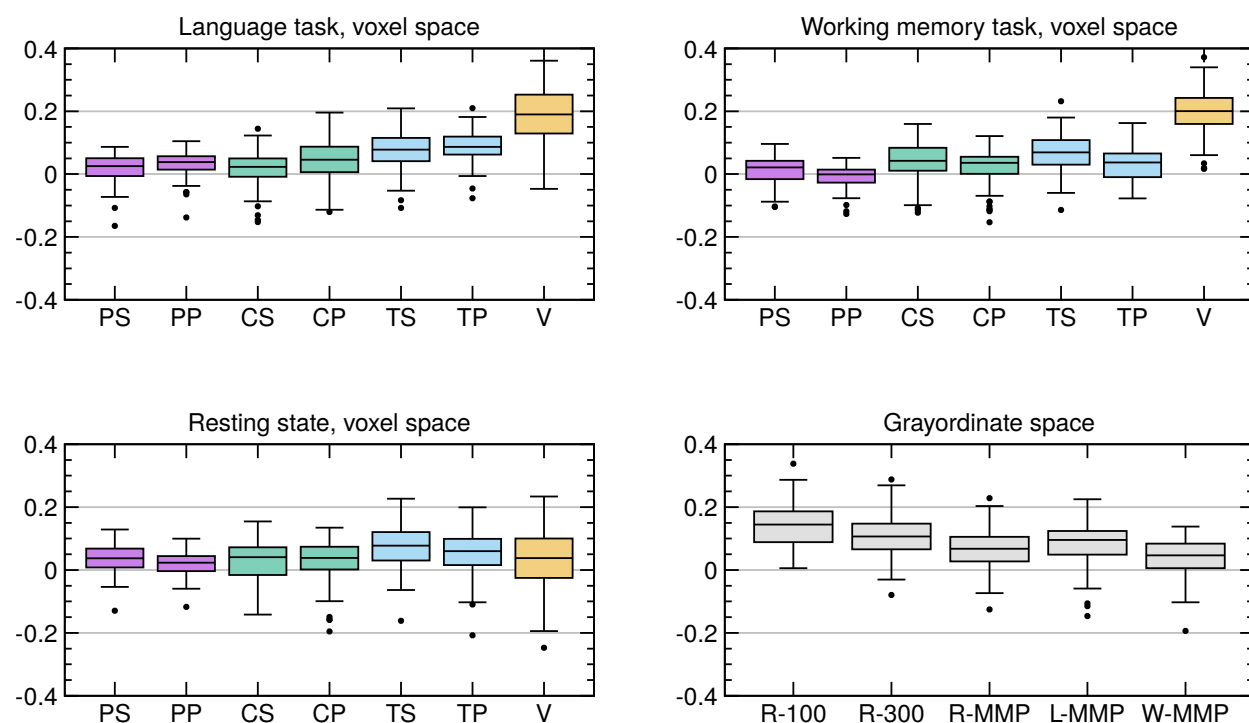 Language task, voxel space
0.4
0.2
0
-0.2
-0.4
PS PP CS CP TS TP V
Working memory task, voxel space
0.4
0.2
0
-0.2
-0.4
PS PP CS CP TS TP V
Resting state, voxel space
0.4
0.2
0
-0.2
-0.4
PS PP CS CP TS TP V
Grayordinate space
0.4
0.2
0
-0.2
-0.4
R-100 R-300 R-MMP L-MMP W-MMP